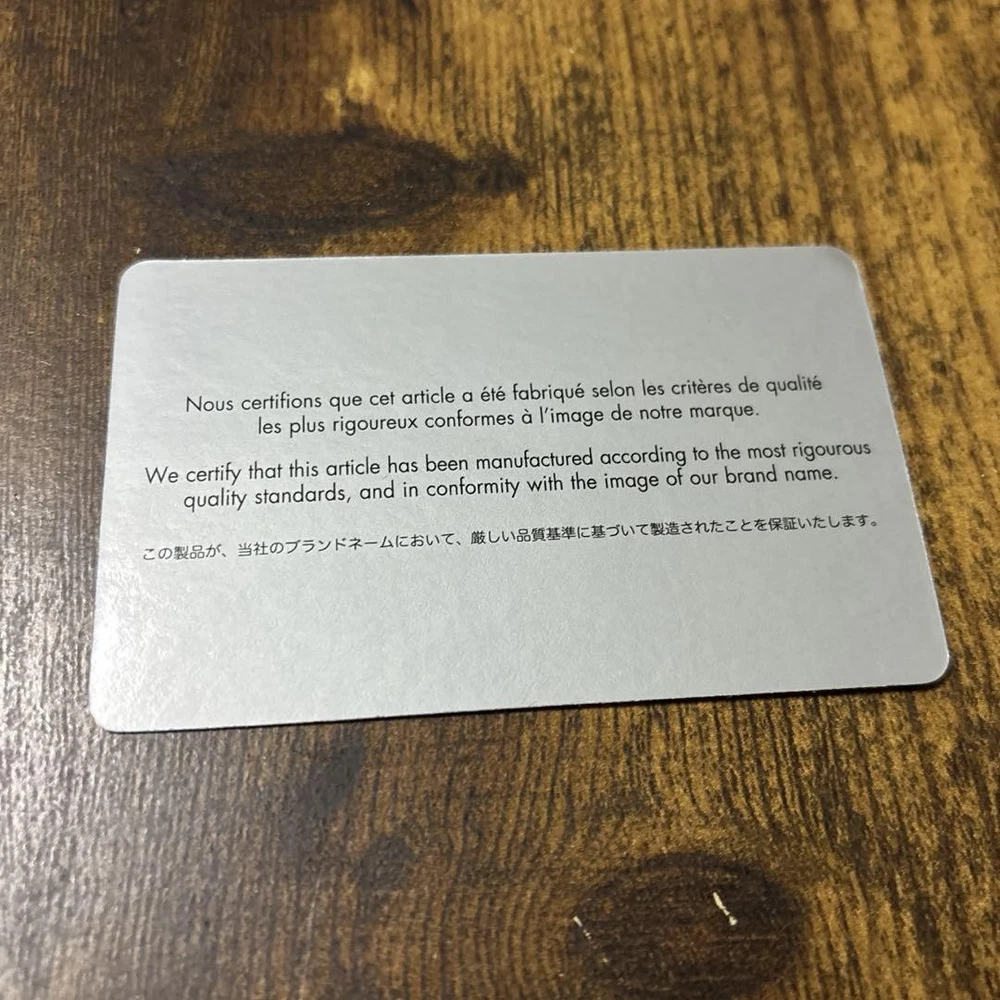 Nous certifions que cet article a été fabriqué selon les critères de qualité
les plus rigoureux conformes à l'image de notre marque.
We certify that this article has been manufactured according to the most rigourous
quality standards, and in conformity with the image of our brand name.
この製品が、当社のブランドネームにおいて、厳しい品質基準に基づいて製造されたことを保証いたします。